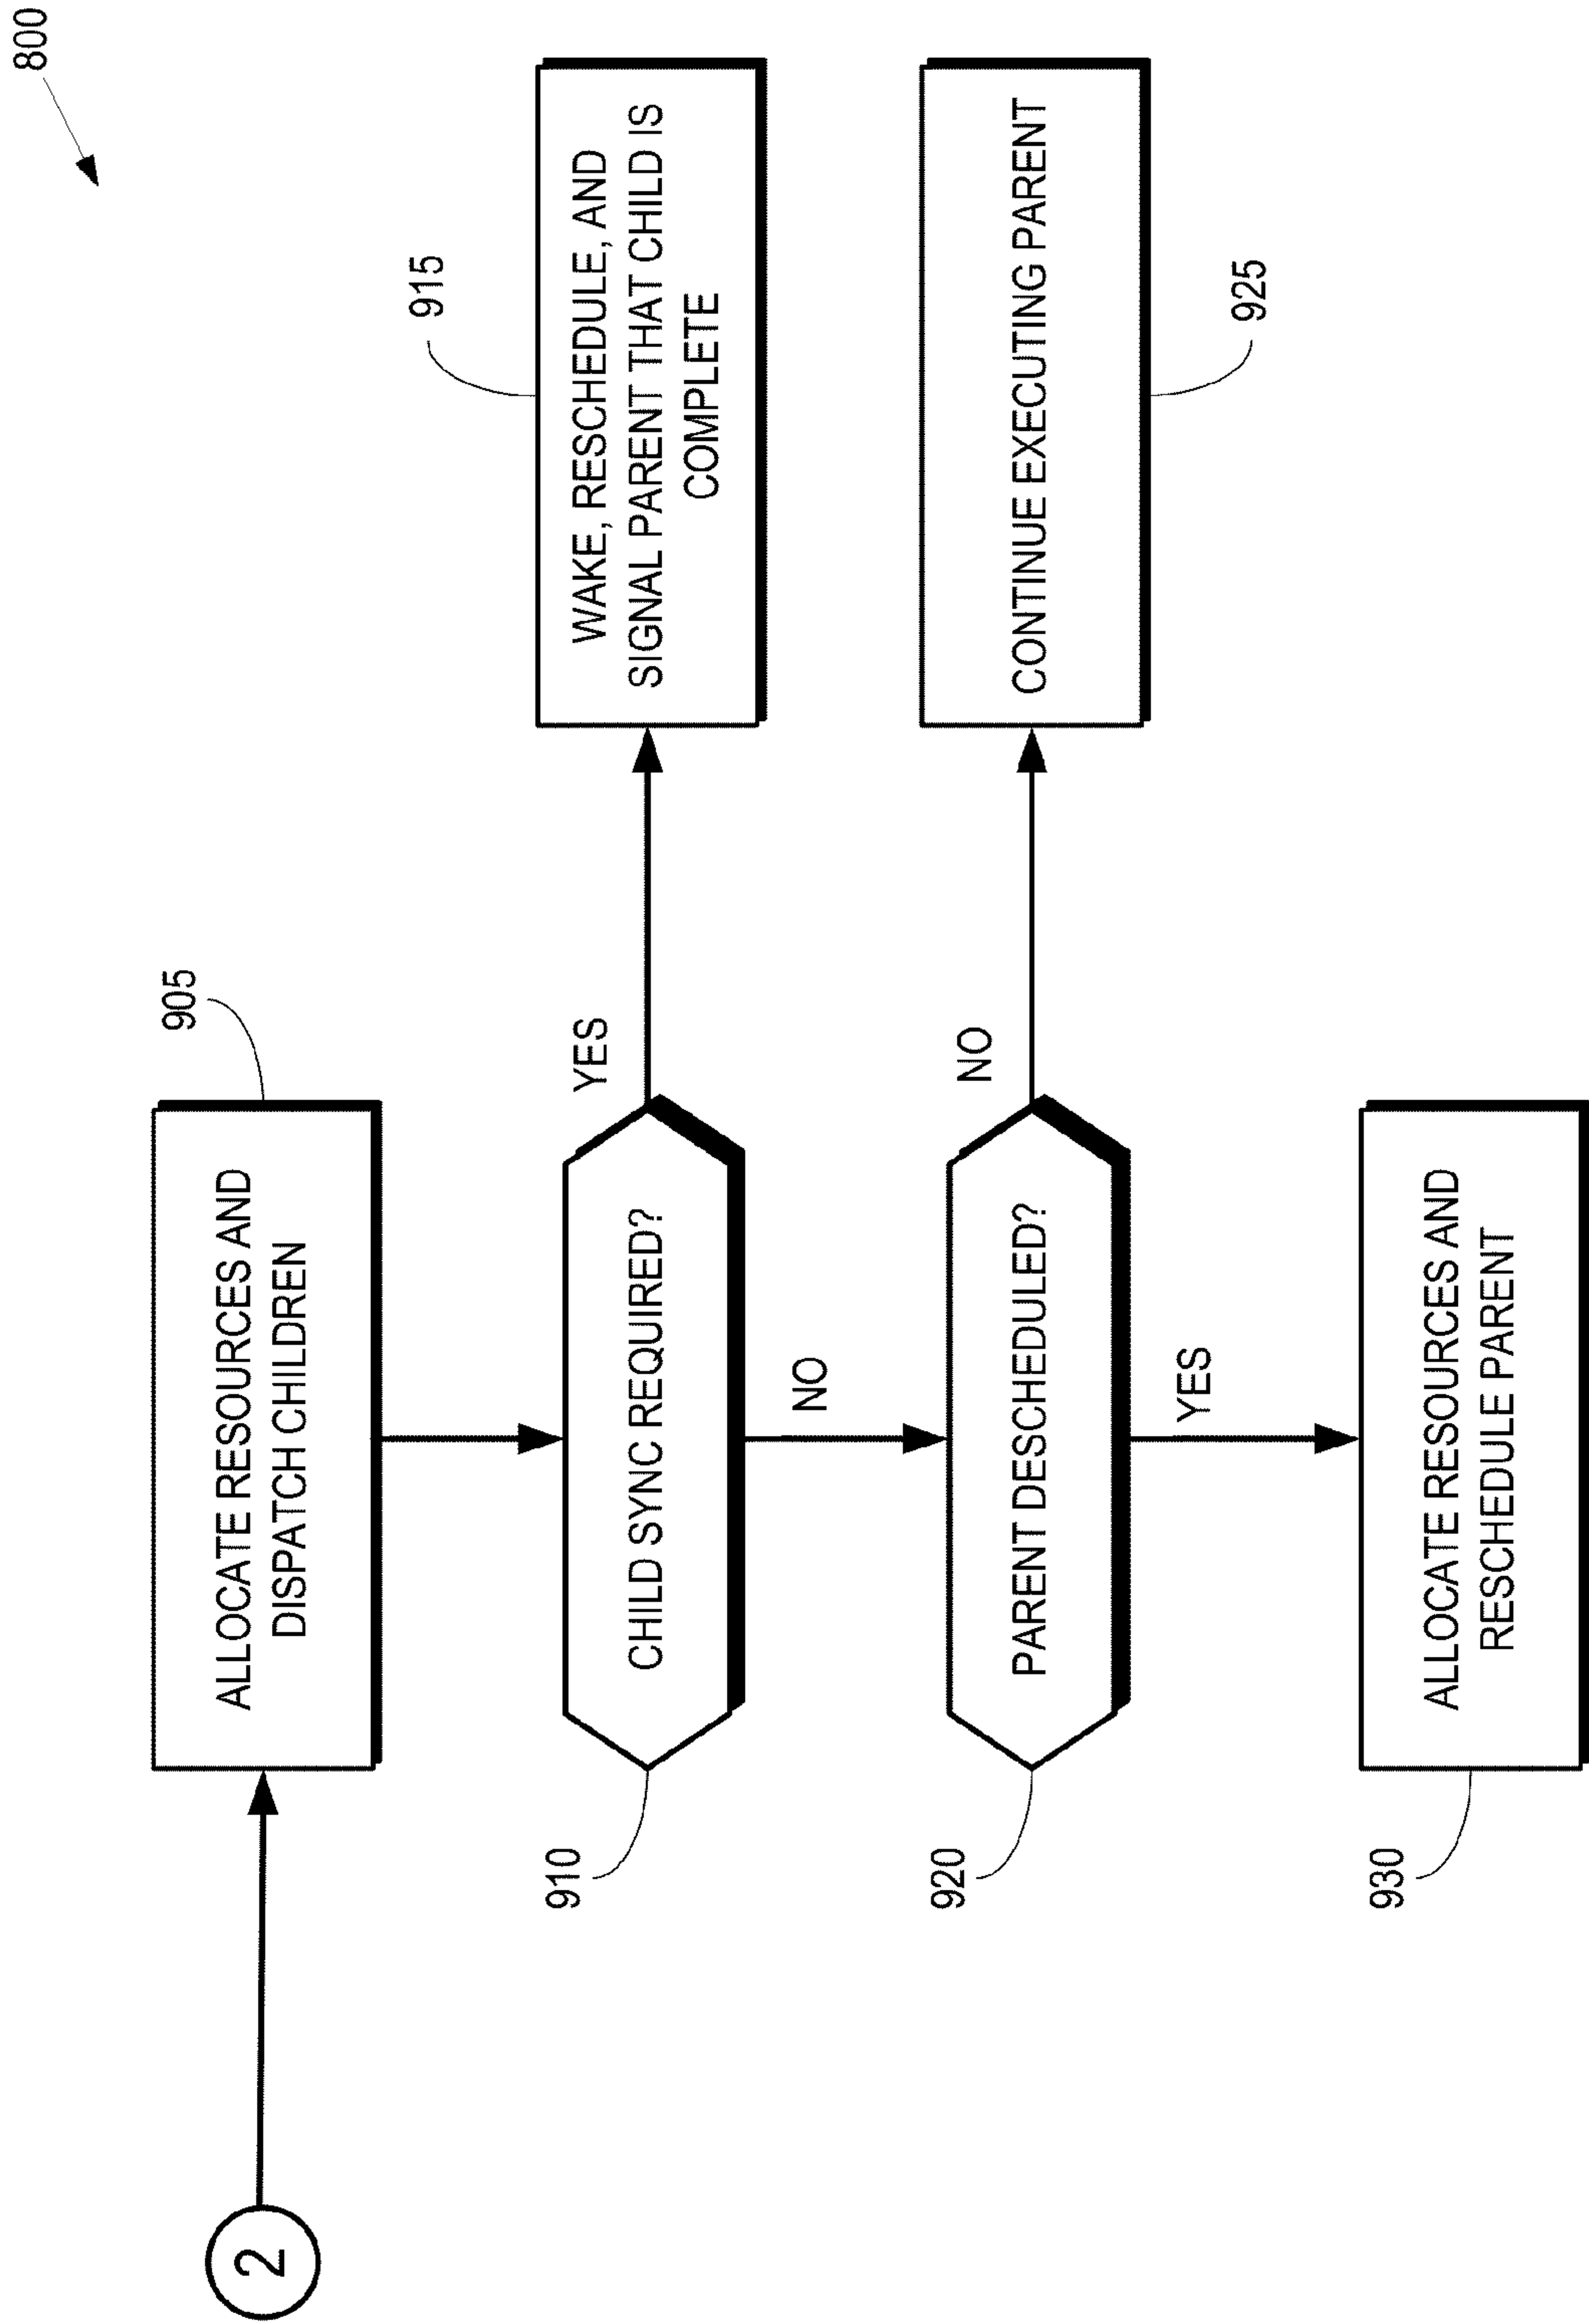 800
2
ALLOCATE RESOURCES AND
DISPATCH CHILDREN
905
CHILD SYNC REQUIRED?
910
YES
WAKE, RESCHEDULE, AND
SIGNAL PARENT THAT CHILD IS
COMPLETE
915
NO
PARENT DESCHEDULED?
920
NO
CONTINUE EXECUTING PARENT
925
YES
ALLOCATE RESOURCES AND
RESCHEDULE PARENT
930